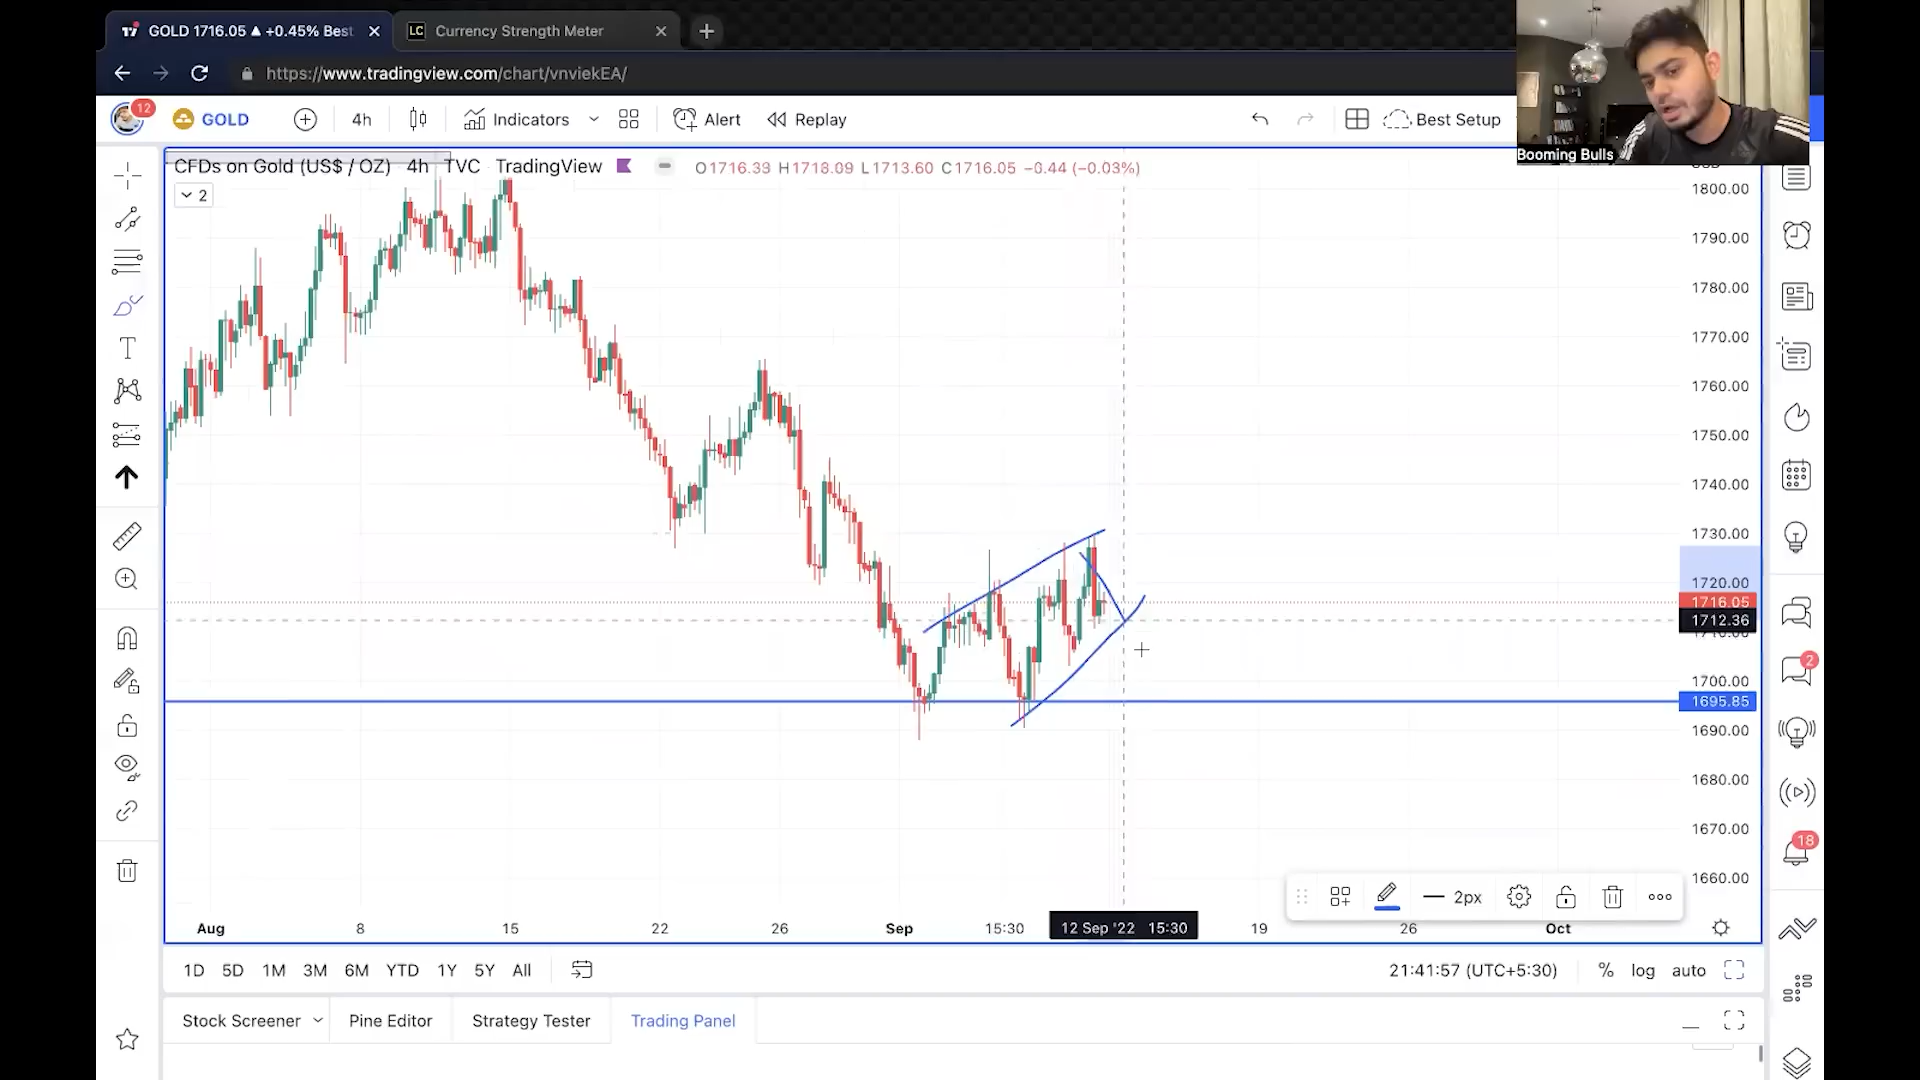 GOLD 1716.05 ▲ +0.45% Best
LC Currency Strength Meter
https://www.tradingview.com/chart/vnviekEA/
12
GOLD
4h
Indicators
Alert
Replay
Best Setup
Booming Bulls
CFDs on Gold (US$ / OZ) 4h TVC TradingView
O1716.39 H1718.09 L1713.60 C1716.05 −0.44 (−0.03%)
2
1800.00
1790.00
1780.00
1770.00
1760.00
1750.00
1740.00
1730.00
1720.00
1716.05
1712.36
1700.00
1695.85
1690.00
1680.00
1670.00
1660.00
2
18
2px
Aug 8 15 22 26 Sep 15:30 12 Sep '22 15:30 19 26 Oct
1D 5D 1M 3M 6M YTD 1Y 5Y All
21:41:57 (UTC+5:30) % log auto
Stock Screener Pine Editor Strategy Tester Trading Panel